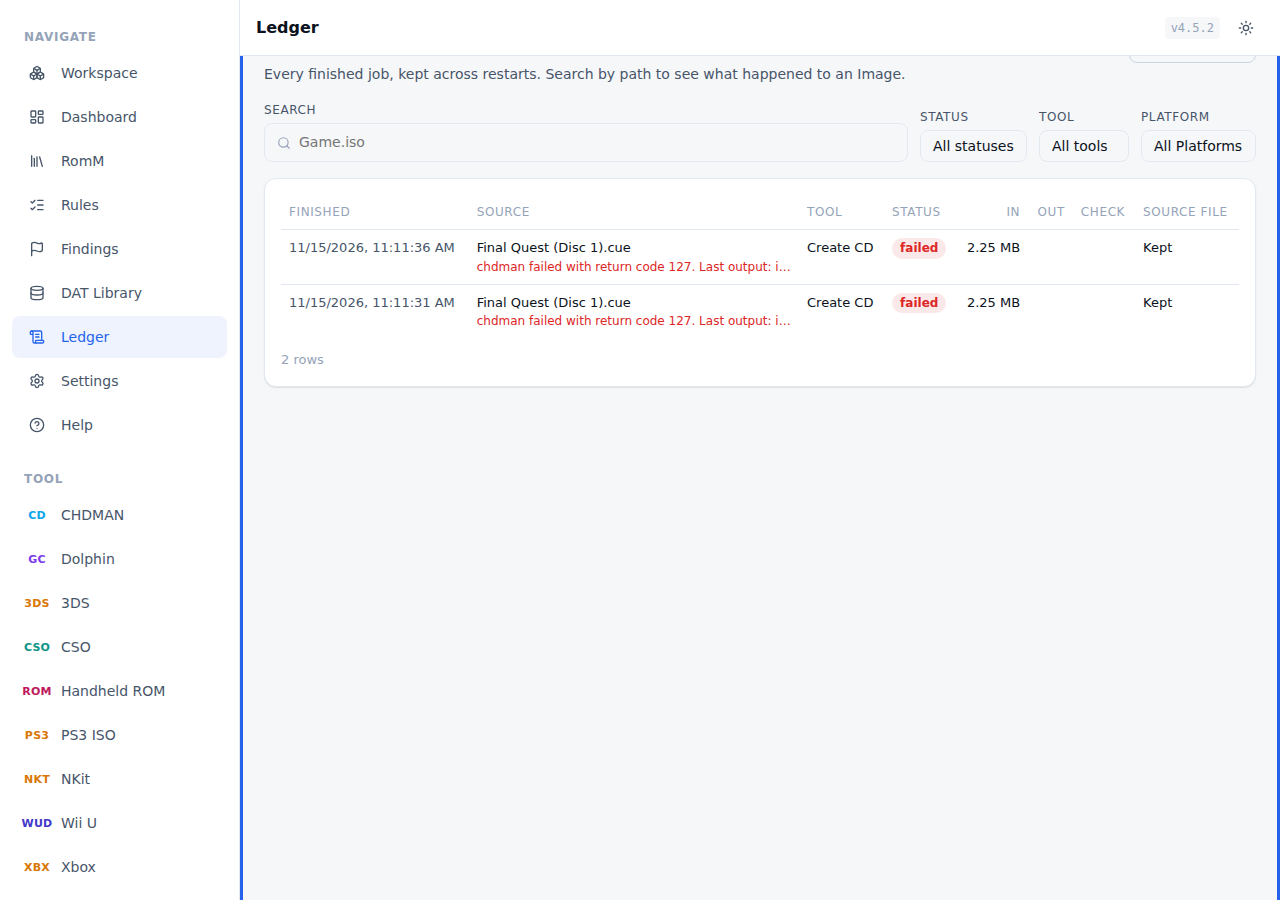 NAVIGATE
Workspace
Dashboard
RomM
Rules
Findings
DAT Library
Ledger
Settings
Help
TOOL
CD CHDMAN
GC Dolphin
3DS 3DS
CSO CSO
ROM Handheld ROM
PS3 PS3 ISO
NKT NKit
WUD Wii U
XBX Xbox
Ledger
v4.5.2
Every finished job, kept across restarts. Search by path to see what happened to an Image.
SEARCH
Game.iso
STATUS
All statuses
TOOL
All tools
PLATFORM
All Platforms
FINISHED SOURCE TOOL STATUS IN OUT CHECK SOURCE FILE
11/15/2026, 11:11:36 AM Final Quest (Disc 1).cue Create CD failed 2.25 MB Kept
chdman failed with return code 127. Last output: i...
11/15/2026, 11:11:31 AM Final Quest (Disc 1).cue Create CD failed 2.25 MB Kept
chdman failed with return code 127. Last output: i...
2 rows